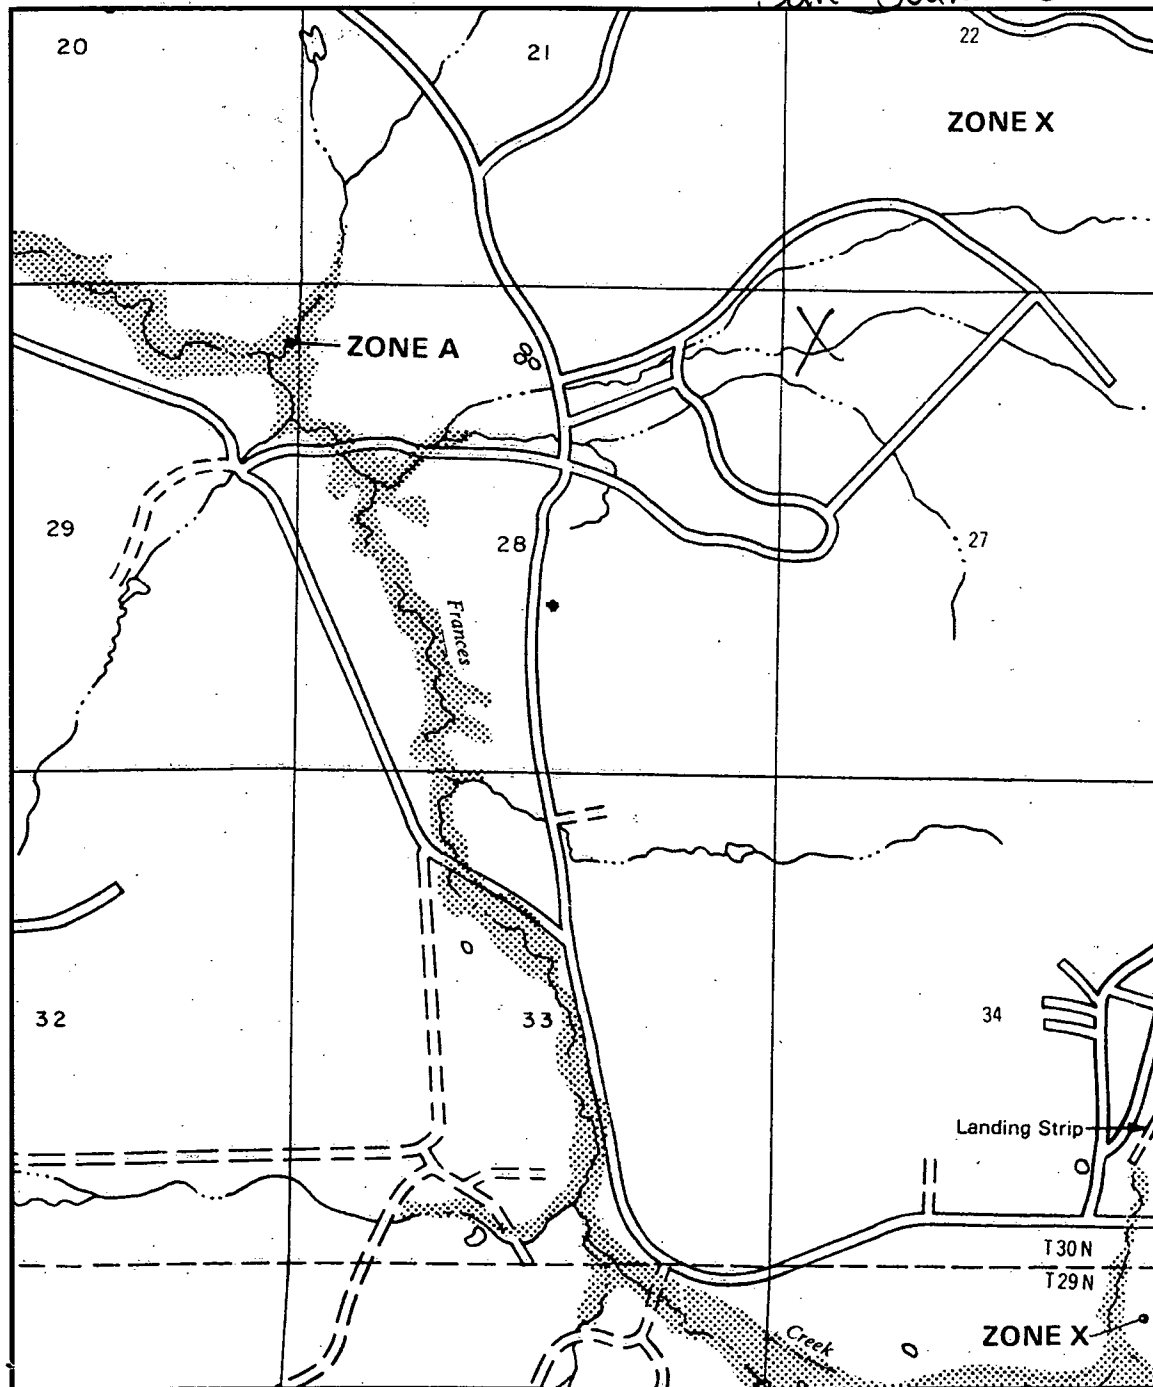 20
21
22
ZONE X
ZONE A
X
29
28
27
Frances
32
33
34
Landing Strip
T30N
T29N
ZONE X
Creek